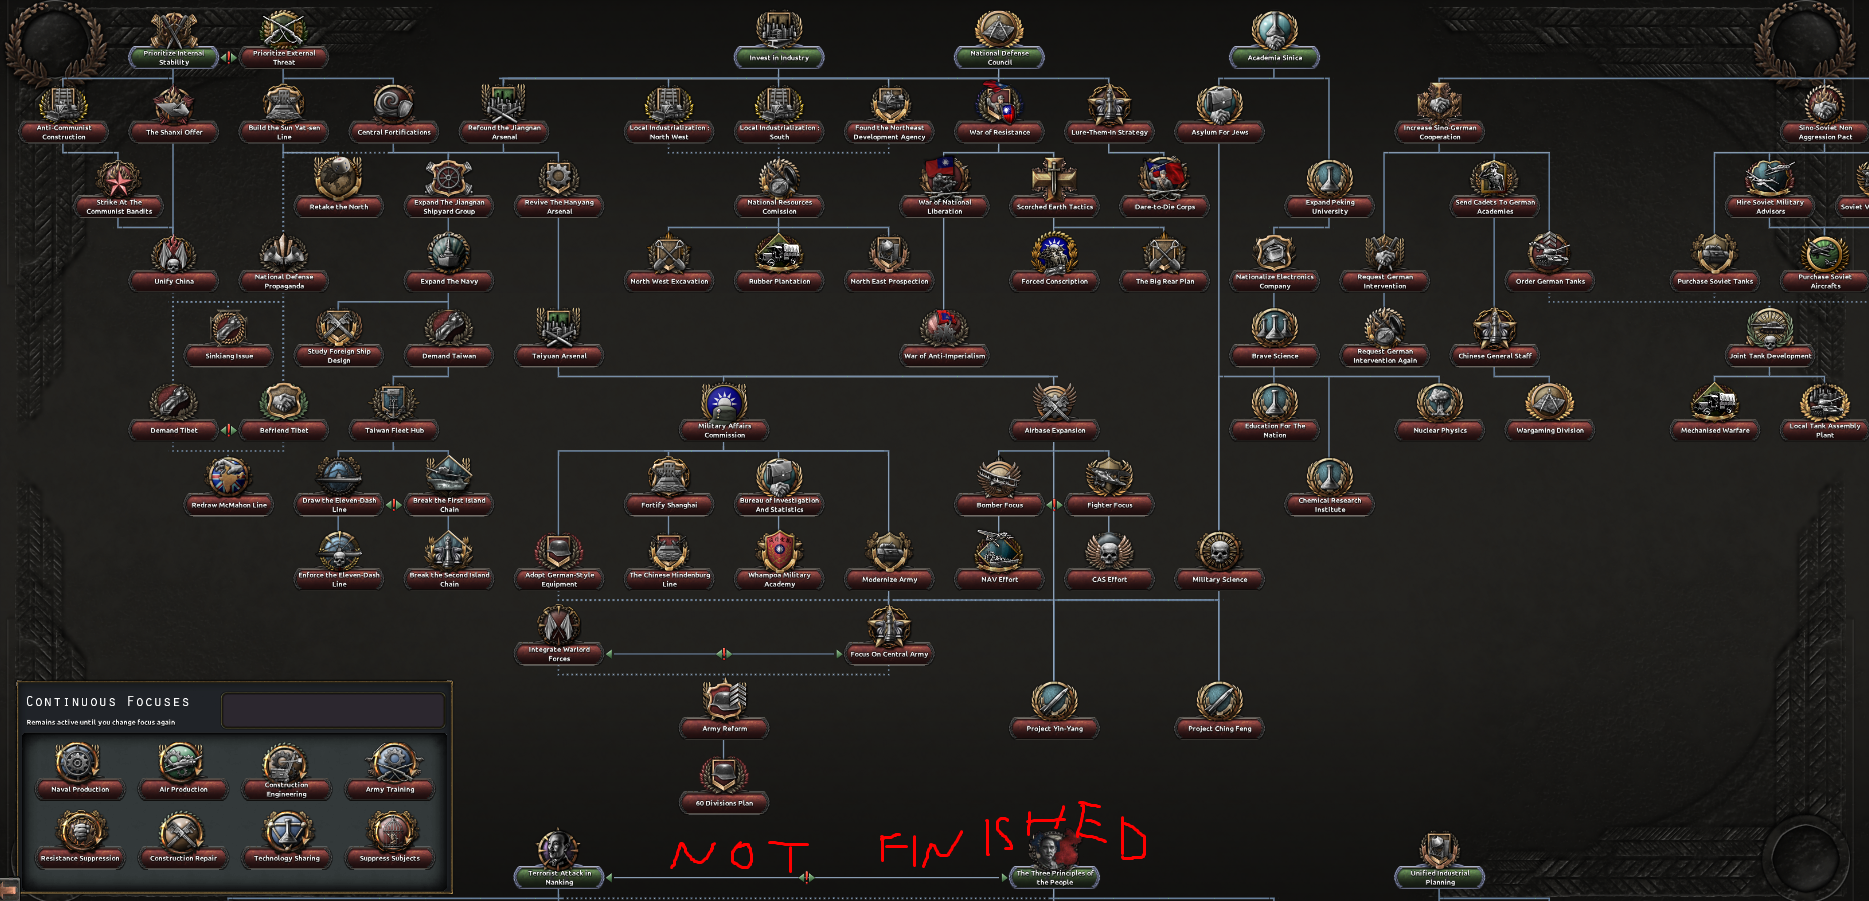 Prioritize Internal Stability
Prioritize External Threat
Invest in Industry
National Defense Council
Academia Sinica
Anti-Communist Construction
The Shanxi Offer
Build the Sun Yat-sen Line
Central Fortifications
Refound the Jiangnan Arsenal
Local Industrialization : North West
Local Industrialization : South
Found the Northeast Development Agency
War of Resistance
Lure-Them-In Strategy
Asylum For Jews
Increase Sino-German Cooperation
Sino-Soviet Non Aggression Pact
Strike At The Communist Bandits
Retake the North
Expand The Jiangnan Shipyard Group
Revive The Hanyang Arsenal
National Resources Comission
War of National Liberation
Scorched Earth Tactics
Dare-to-Die Corps
Expand Peking University
Send Cadets To German Academies
Hire Soviet Military Advisors
Soviet V
Unify China
National Defense Propaganda
Expand The Navy
North West Excavation
Rubber Plantation
North East Prospection
Forced Conscription
The Big Rear Plan
Nationalize Electronics Company
Request German Intervention
Order German Tanks
Purchase Soviet Tanks
Purchase Soviet Aircrafts
Sinkiang Issue
Study Foreign Ship Design
Demand Taiwan
Taiyuan Arsenal
War of Anti-Imperialism
Brave Science
Request German Intervention Again
Chinese General Staff
Joint Tank Development
Demand Tibet
Befriend Tibet
Taiwan Fleet Hub
Military Affairs Commission
Airbase Expansion
Education For The Nation
Nuclear Physics
Wargaming Division
Mechanised Warfare
Local Tank Assembly Plant
Redraw McMahon Line
Draw the Eleven-Dash Line
Break the First Island Chain
Fortify Shanghai
Bureau of Investigation And Statistics
Bomber Focus
Fighter Focus
Chemical Research Institute
Enforce the Eleven-Dash Line
Break the Second Island Chain
Adopt German-Style Equipment
The Chinese Hindenburg Line
Whampoa Military Academy
Modernize Army
NAV Effort
CAS Effort
Military Science
Integrate Warlord Forces
Focus On Central Army
Army Reform
Project Yin-Yang
Project Ching Feng
60 Divisions Plan
Continuous Focuses
Remains active until you change focus again
Naval Production
Air Production
Construction Engineering
Army Training
Resistance Suppression
Construction Repair
Technology Sharing
Suppress Subjects
NOT FINISHED
Terrorist Attack in Nanking
The Three Principles of the People
Unified Industrial Planning